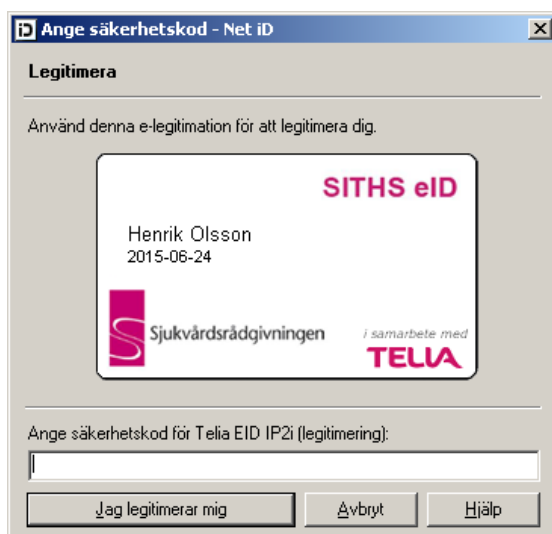 iD Ange säkerhetskod - Net iD
Legitimera
Använd denna e-legitimation för att legitimera dig.
SITHS eID
Henrik Olsson
2015-06-24
Sjukvårdsrådgivningen
i samarbete med
TELIA
Ange säkerhetskod för Telia EID IP2i (legitimering):
Jag legitimerar mig Avbryt Hjälp